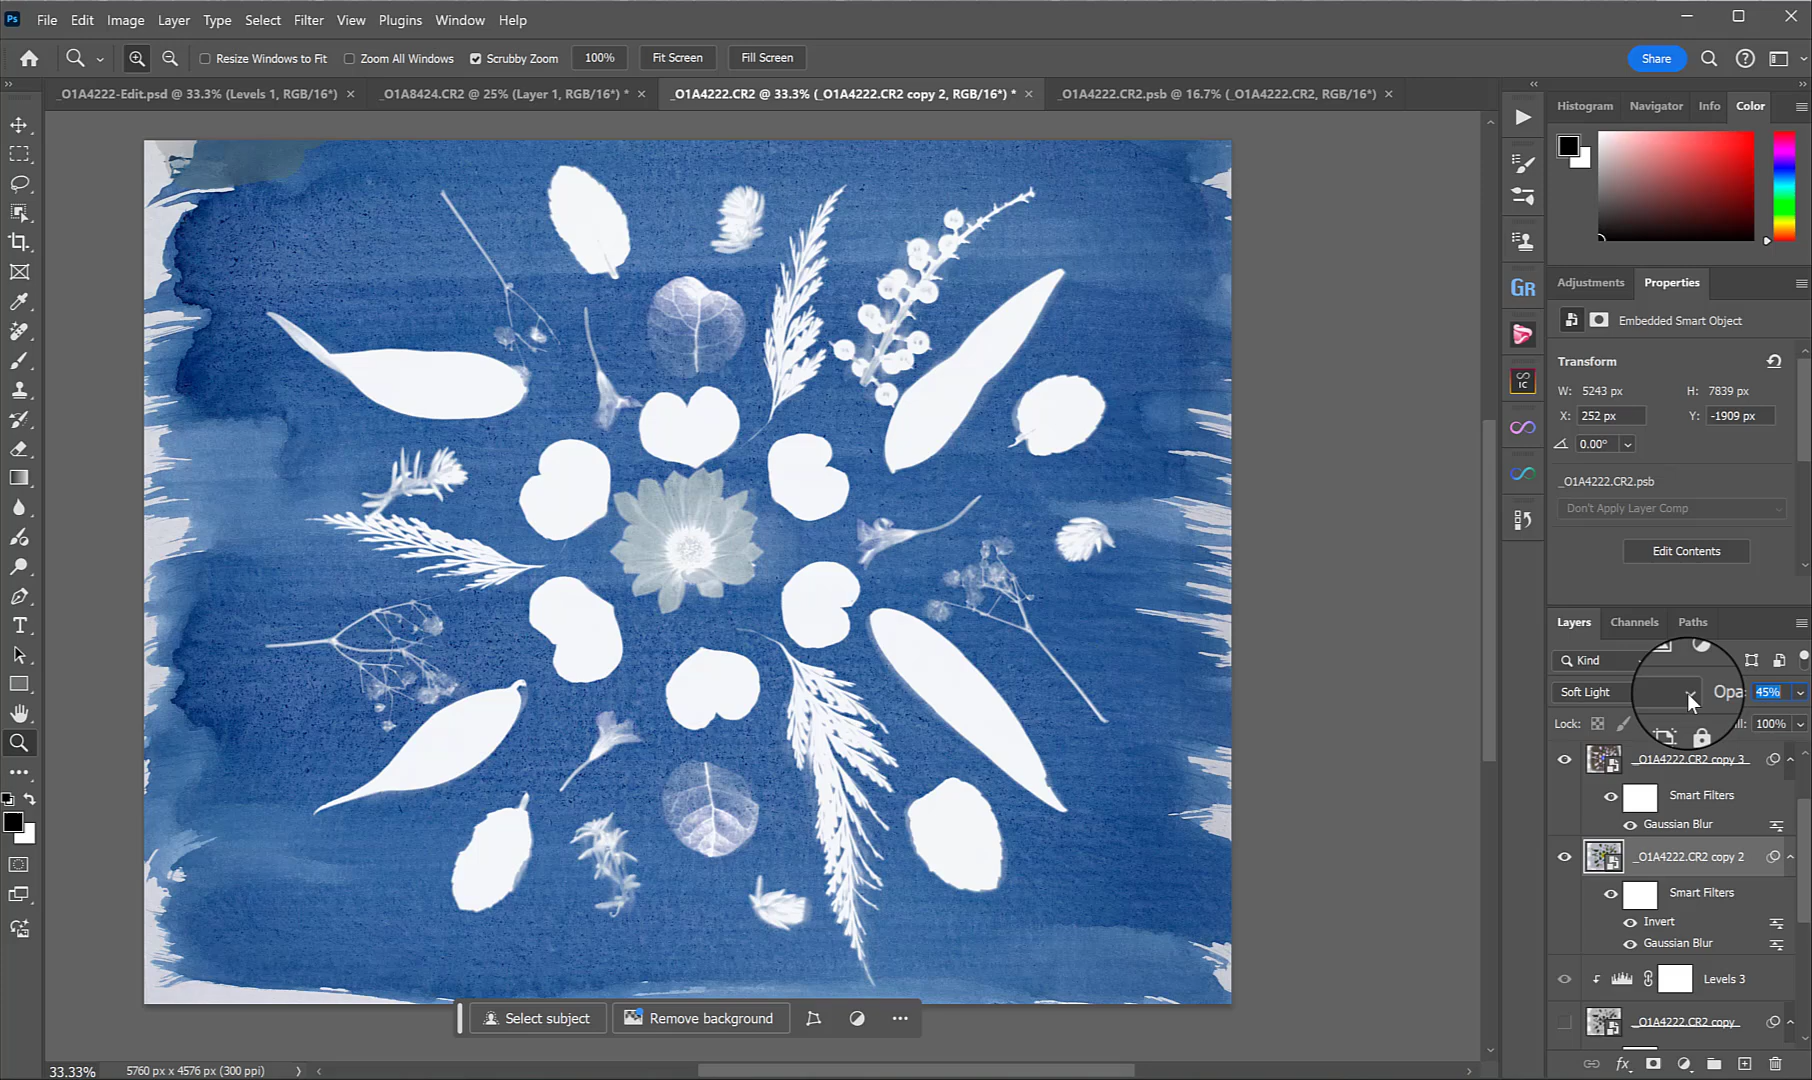 Ps File Edit Image Layer Type Select Filter View Plugins Window Help
Resize Windows to Fit Zoom All Windows Scrubby Zoom 100% Fit Screen Fill Screen Share
_O1A4222-Edit.psd @ 33.3% (Levels 1, RGB/16*) × _O1A8424.CR2 @ 25% (Layer 1, RGB/16*) * × _O1A4222.CR2 @ 33.3% (_O1A4222.CR2 copy 2, RGB/16*) * × _O1A4222.CR2.psb @ 16.7% (_O1A4222.CR2, RGB/16*) ×
Histogram Navigator Info Color
Gr
IC
Adjustments Properties
Embedded Smart Object
Transform
W: 5243 px H: 7839 px
X: 252 px Y: -1909 px
0.00°
_O1A4222.CR2.psb
Don't Apply Layer Comp
Edit Contents
Layers Channels Paths
Kind
Soft Light Opa: 45%
Lock: 100%
_O1A4222.CR2 copy 3
Smart Filters
Gaussian Blur
_O1A4222.CR2 copy 2
Smart Filters
Invert
Gaussian Blur
Levels 3
_O1A4222.CR2 copy
fx
Select subject Remove background
33.33% 5760 px x 4576 px (300 ppi)